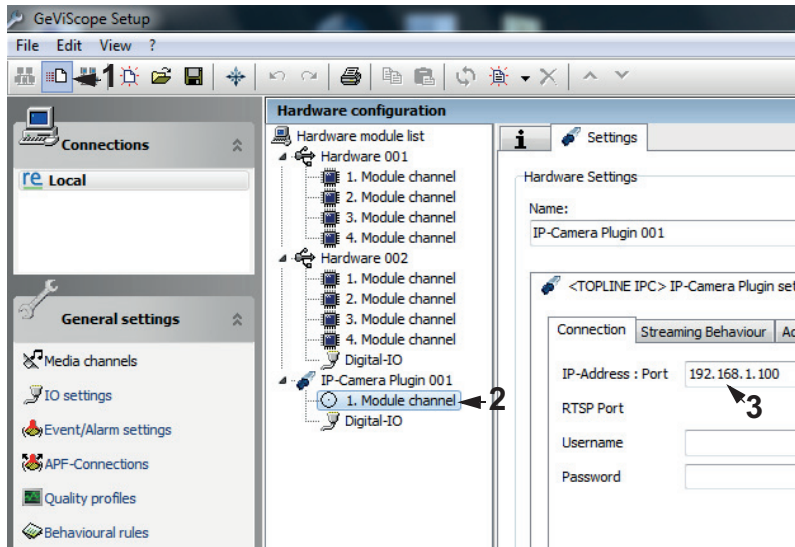 GeViScope Setup
File Edit View ?
1
Connections
re Local
General settings
Media channels
IO settings
Event/Alarm settings
APF-Connections
Quality profiles
Behavioural rules
Hardware configuration
Hardware module list
Hardware 001
1. Module channel
2. Module channel
3. Module channel
4. Module channel
Hardware 002
1. Module channel
2. Module channel
3. Module channel
4. Module channel
Digital-IO
IP-Camera Plugin 001
1. Module channel
2
Digital-IO
i Settings
Hardware Settings
Name:
IP-Camera Plugin 001
<TOPLINE IPC> IP-Camera Plugin set
Connection Streaming Behaviour Ac
IP-Address : Port 192.168.1.100
3
RTSP Port
Username
Password